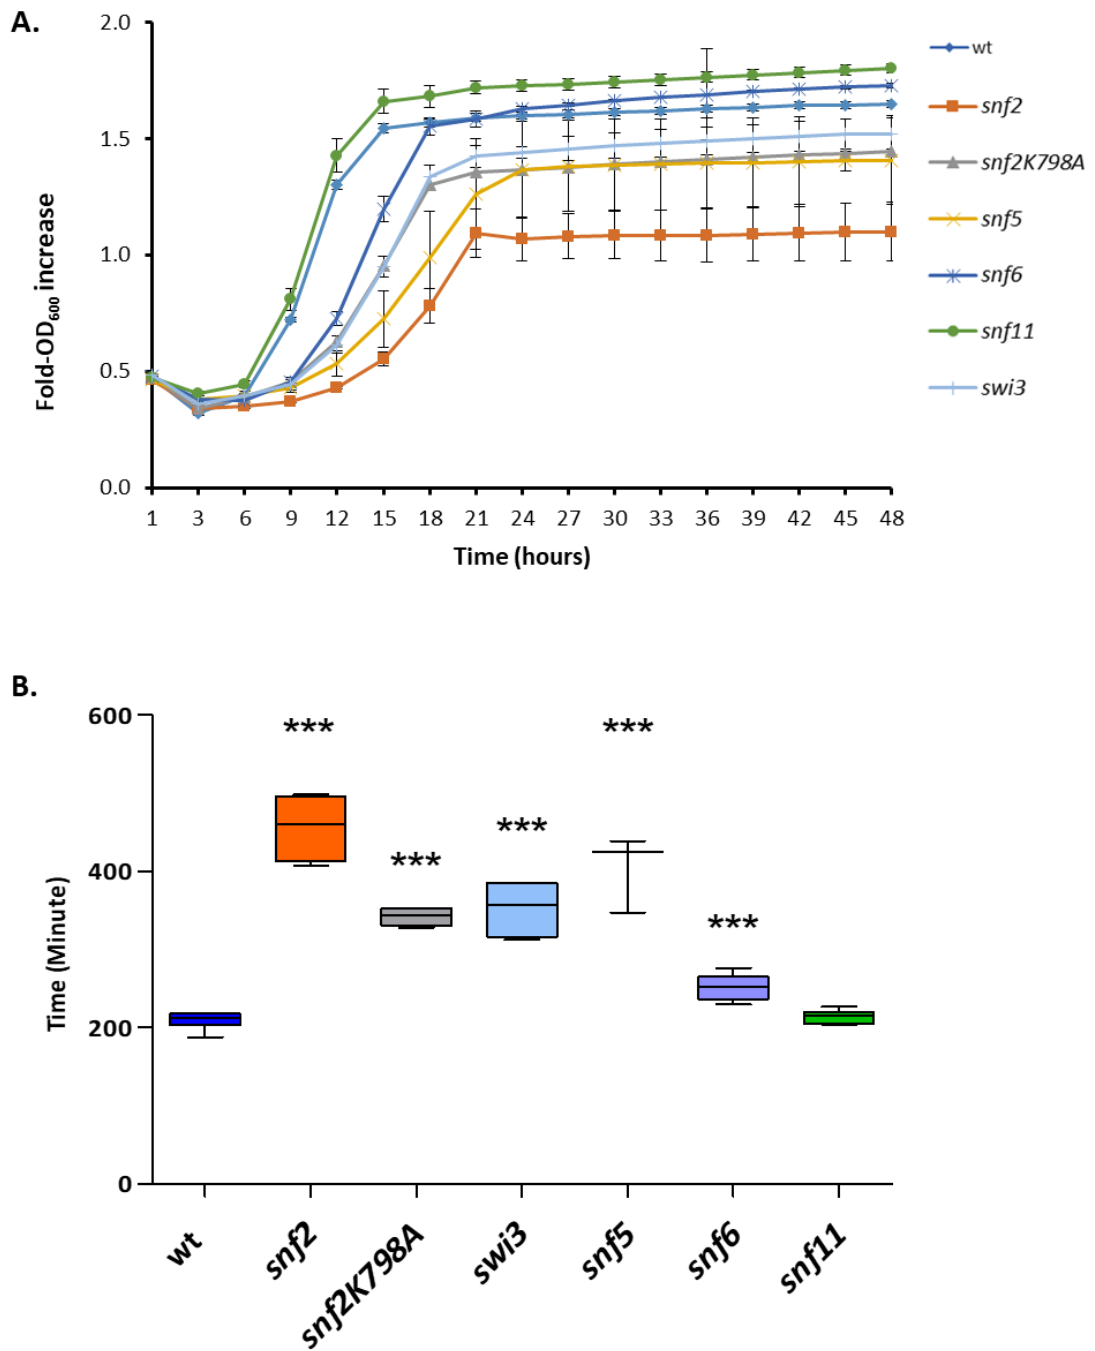 A.
2.0
1.5
1.0
0.5
0.0
Fold-OD600 increase
1 3 6 9 12 15 18 21 24 27 30 33 36 39 42 45 48
Time (hours)
wt
snf2
snf2K798A
snf5
snf6
snf11
swi3
B.
600
400
200
0
Time (Minute)
***
***
***
***
***
wt
snf2
snf2K798A
swi3
snf5
snf6
snf11